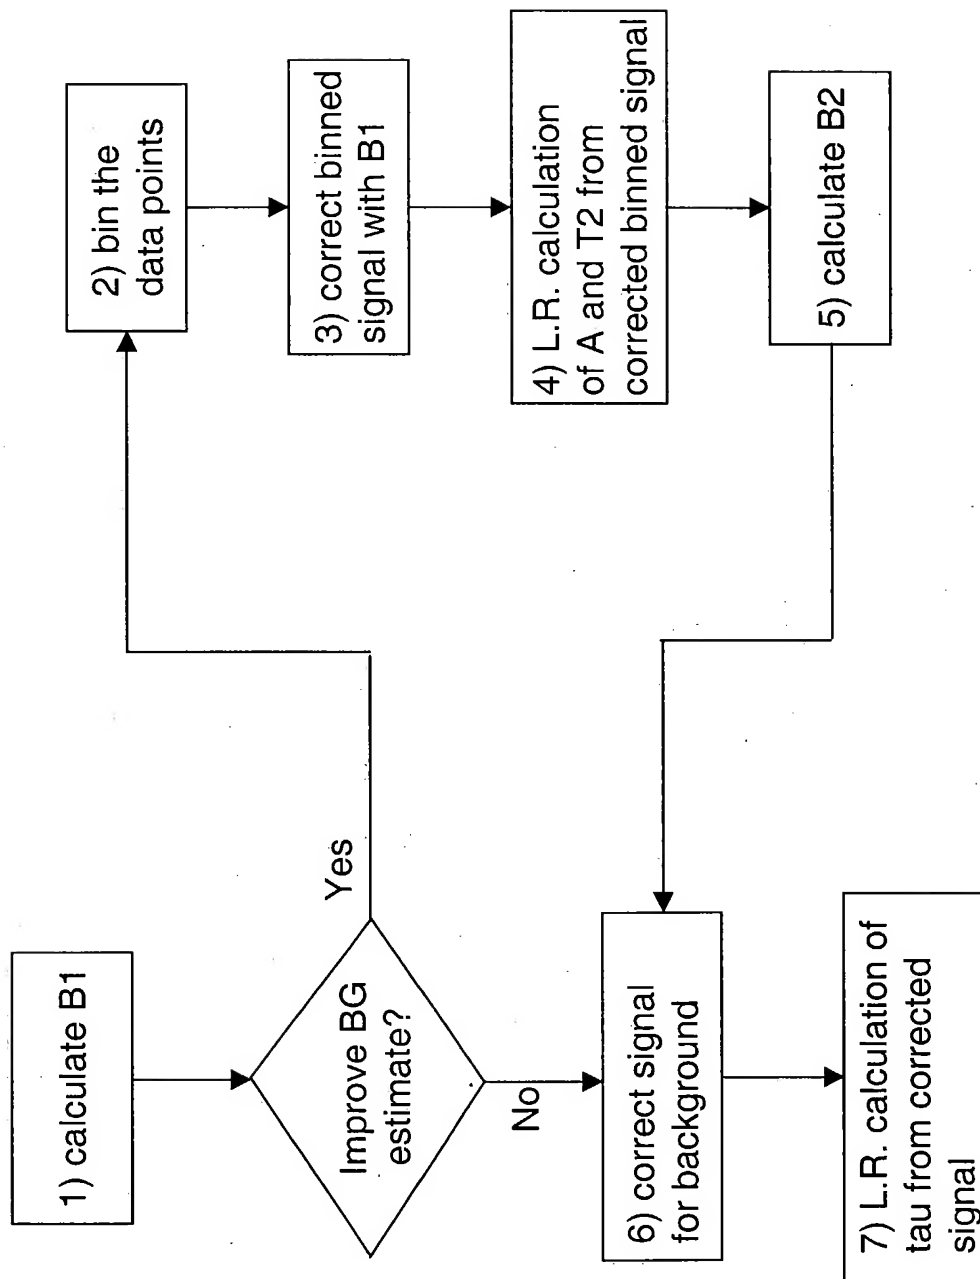 1) calculate B1
Improve BG
estimate?
Yes
No
2) bin the
data points
3) correct binned
signal with B1
4) L.R. calculation
of A and T2 from
corrected binned signal
5) calculate B2
6) correct signal
for background
7) L.R. calculation of
tau from corrected
signal